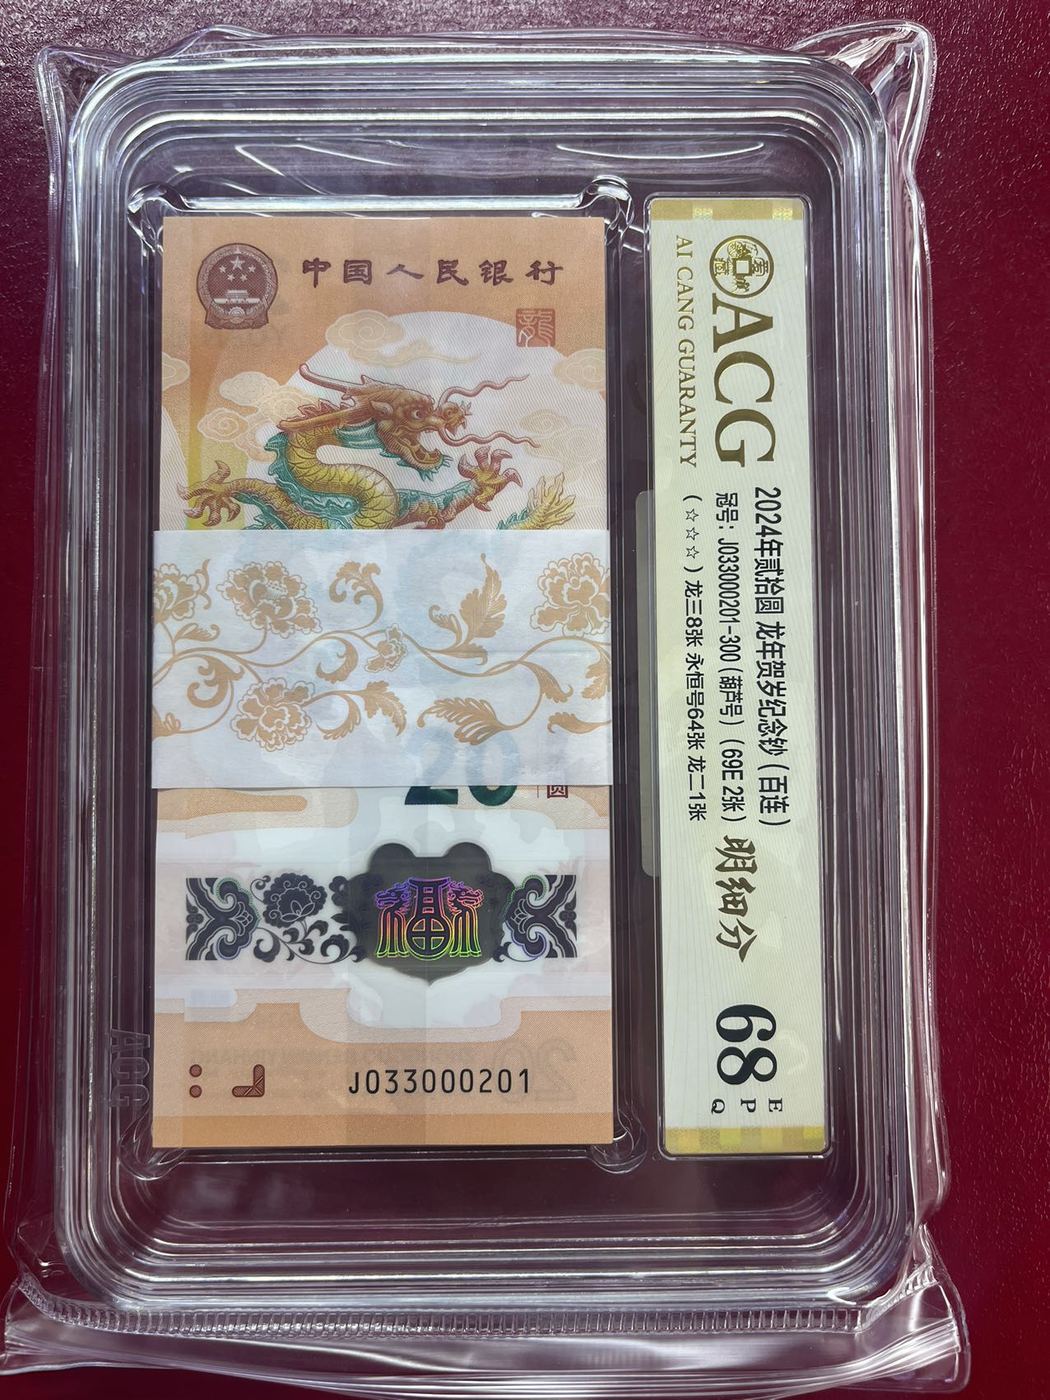 中国人民银行
龍
20
圆
福
J033000201
ACG
AI CANG GUARANTY
2024年贰拾圆 龙年贺岁纪念钞（百连）
冠号：J033000201-300（葫芦号）（69E 2张）
（☆☆☆）龙三8张 永恒号64张 龙二1张
明细分
68
EPQ
ACG